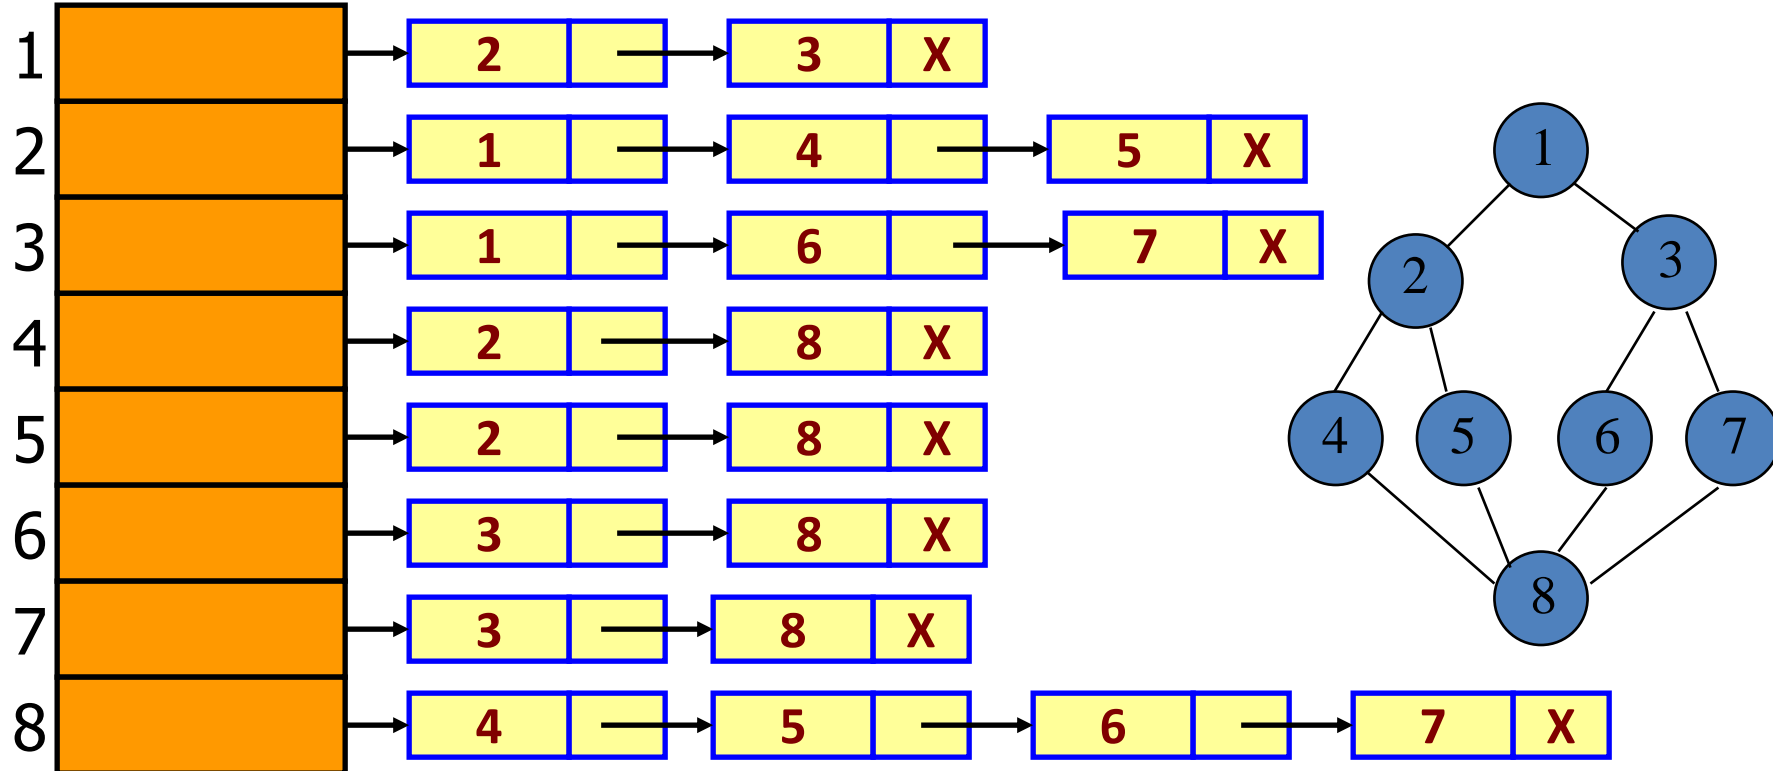 1 2 3 X
2 1 4 5 X
3 1 6 7 X
4 2 8 X
5 2 8 X
6 3 8 X
7 3 8 X
8 4 5 6 7 X
1
2 3
4 5 6 7
8